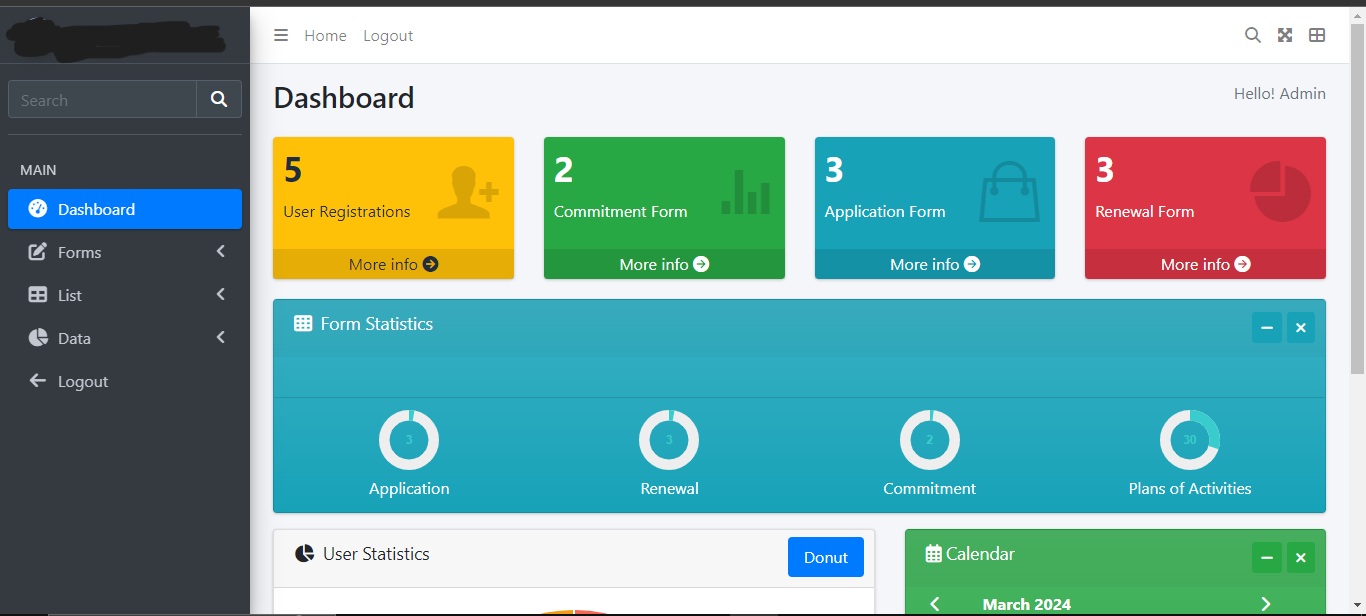 Home Logout
Search
Dashboard
Hello! Admin
MAIN
Dashboard
Forms
List
Data
Logout
5
User Registrations
More info
2
Commitment Form
More info
3
Application Form
More info
3
Renewal Form
More info
Form Statistics
3
Application
3
Renewal
2
Commitment
30
Plans of Activities
User Statistics
Donut
Calendar
March 2024